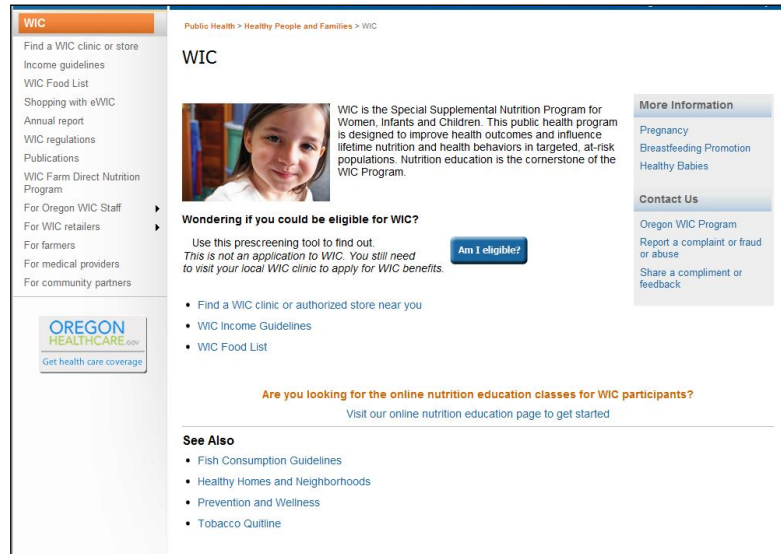 WIC
Find a WIC clinic or store
Income guidelines
WIC Food List
Shopping with eWIC
Annual report
WIC regulations
Publications
WIC Farm Direct Nutrition
Program
For Oregon WIC Staff
For WIC retailers
For farmers
For medical providers
For community partners
OREGON
HEALTHCARE.gov
Get health care coverage
Public Health > Healthy People and Families > WIC
WIC
WIC is the Special Supplemental Nutrition Program for
Women, Infants and Children. This public health program
is designed to improve health outcomes and influence
lifetime nutrition and health behaviors in targeted, at-risk
populations. Nutrition education is the cornerstone of the
WIC Program.
Wondering if you could be eligible for WIC?
Use this prescreening tool to find out.
This is not an application to WIC. You still need
to visit your local WIC clinic to apply for WIC benefits.
Am I eligible?
• Find a WIC clinic or authorized store near you
• WIC Income Guidelines
• WIC Food List
Are you looking for the online nutrition education classes for WIC participants?
Visit our online nutrition education page to get started
See Also
• Fish Consumption Guidelines
• Healthy Homes and Neighborhoods
• Prevention and Wellness
• Tobacco Quitline
More Information
Pregnancy
Breastfeeding Promotion
Healthy Babies
Contact Us
Oregon WIC Program
Report a complaint or fraud
or abuse
Share a compliment or
feedback